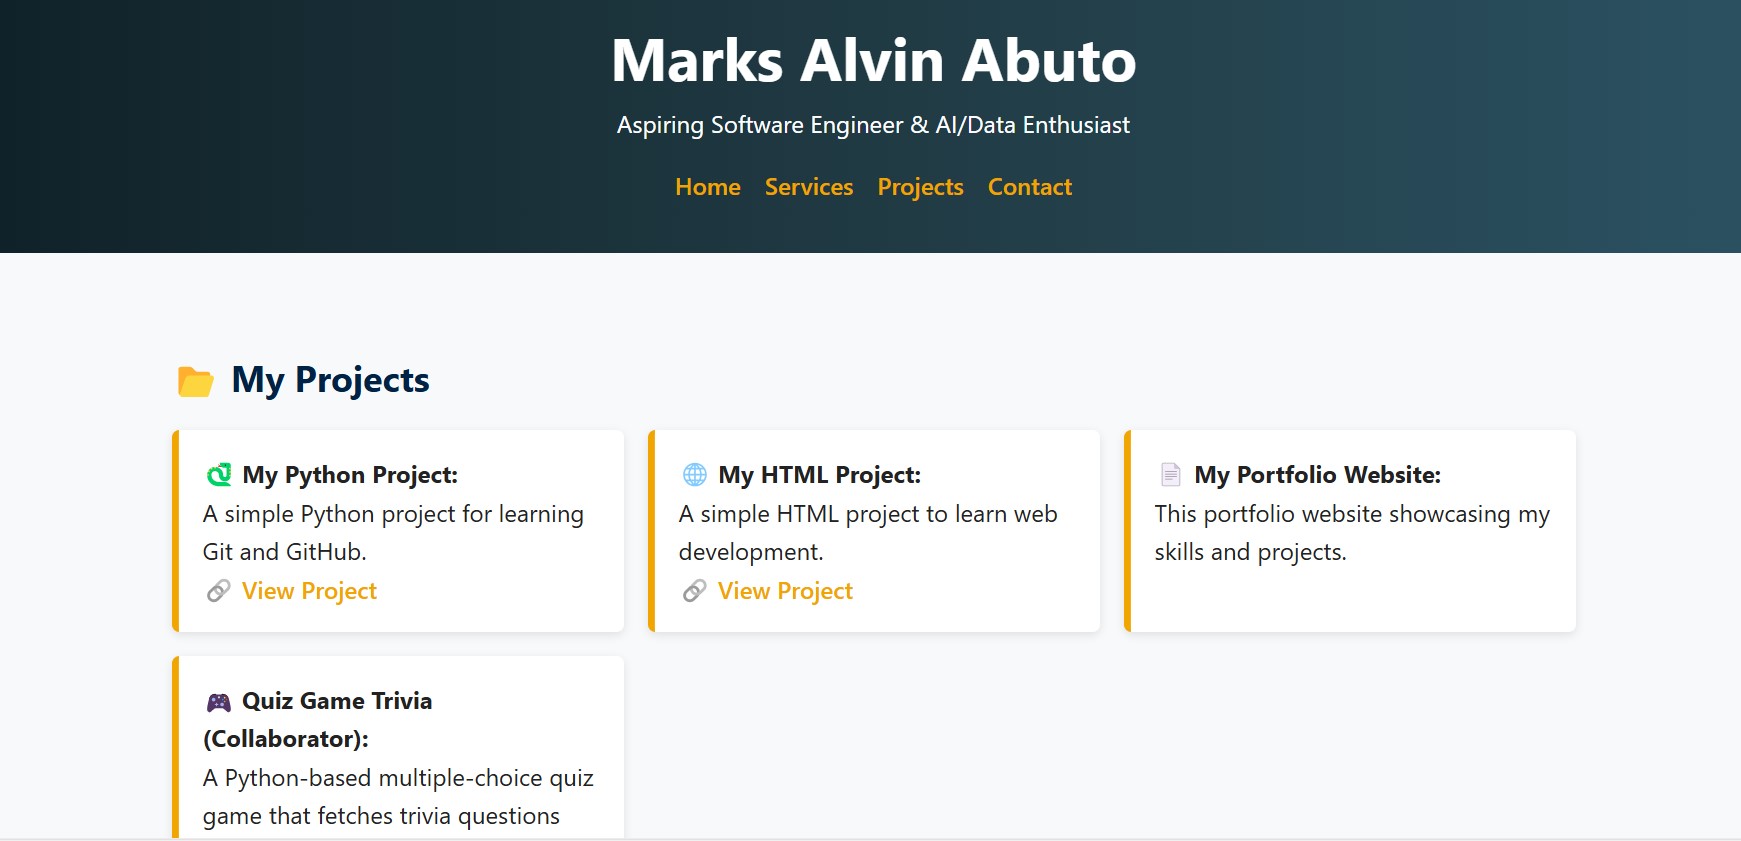 Marks Alvin Abuto
Aspiring Software Engineer & AI/Data Enthusiast
Home Services Projects Contact
My Projects
My Python Project:
A simple Python project for learning
Git and GitHub.
View Project
My HTML Project:
A simple HTML project to learn web
development.
View Project
My Portfolio Website:
This portfolio website showcasing my
skills and projects.
Quiz Game Trivia
(Collaborator):
A Python-based multiple-choice quiz
game that fetches trivia questions